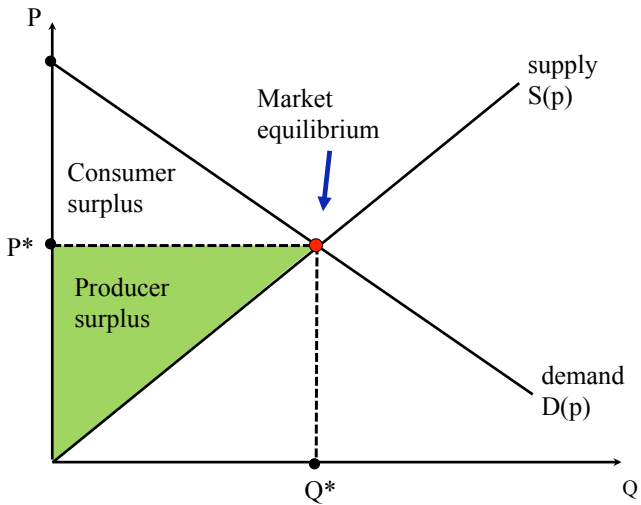 P
supply
S(p)
Market
equilibrium
Consumer
surplus
P*
Producer
surplus
demand
D(p)
Q*
Q